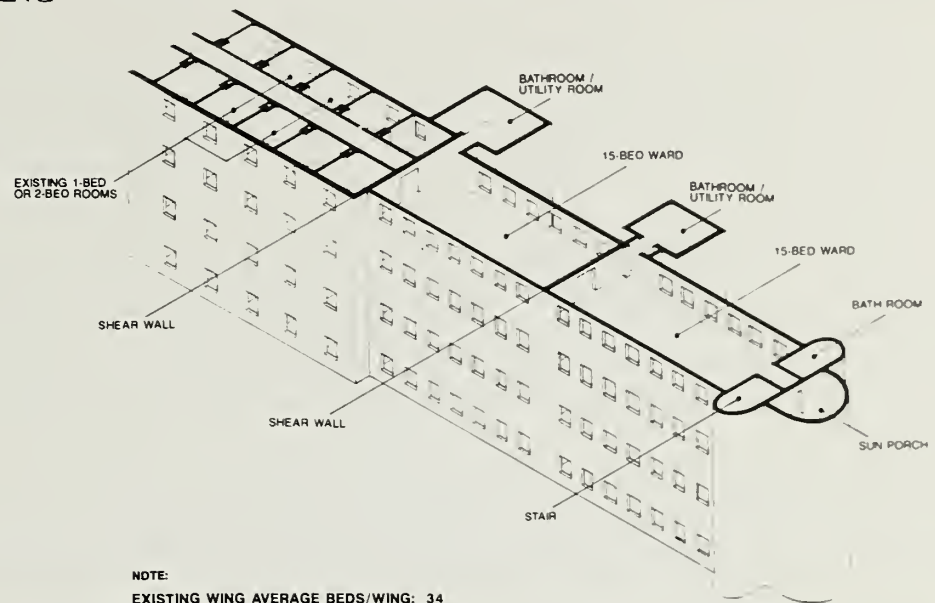 BATHROOM /
UTILITY ROOM
15-BED WARD
BATHROOM /
UTILITY ROOM
15-BED WARD
EXISTING 1-BED
OR 2-BED ROOMS
BATH ROOM
SHEAR WALL
SHEAR WALL
SUN PORCH
STAIR
NOTE:
EXISTING WING AVERAGE BEDS/WING: 34